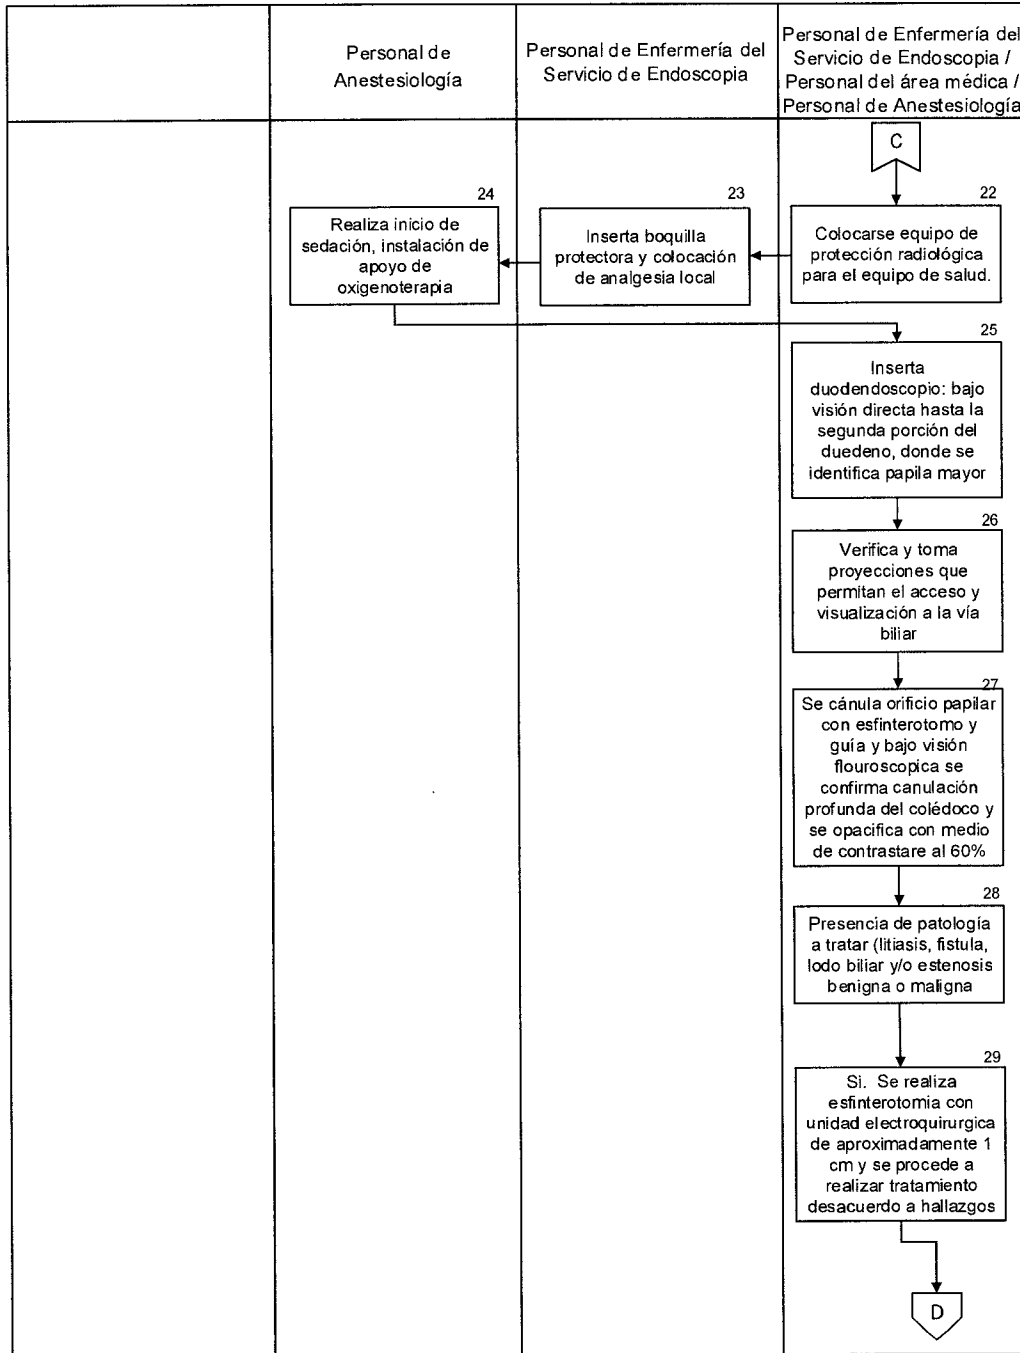 Personal de
Anestesiología
Personal de Enfermería del
Servicio de Endoscopia
Personal de Enfermería del
Servicio de Endoscopia /
Personal del área médica /
Personal de Anestesiología
C
22
Colocarse equipo de
protección radiológica
para el equipo de salud.
23
Inserta boquilla
protectora y colocación
de analgesia local
24
Realiza inicio de
sedación, instalación de
apoyo de
oxigenoterapia
25
Inserta
duodendoscopio: bajo
visión directa hasta la
segunda porción del
duedeno, donde se
identifica papila mayor
26
Verifica y toma
proyecciones que
permitan el acceso y
visualización a la vía
biliar
27
Se cánula orificio papilar
con esfinterotomo y
guía y bajo visión
flouroscopica se
confirma canulación
profunda del colédoco y
se opacifica con medio
de contrastare al 60%
28
Presencia de patología
a tratar (litiasis, fistula,
lodo biliar y/o estenosis
benigna o maligna
29
Si. Se realiza
esfinterotomia con
unidad electroquirurgica
de aproximadamente 1
cm y se procede a
realizar tratamiento
desacuerdo a hallazgos
D